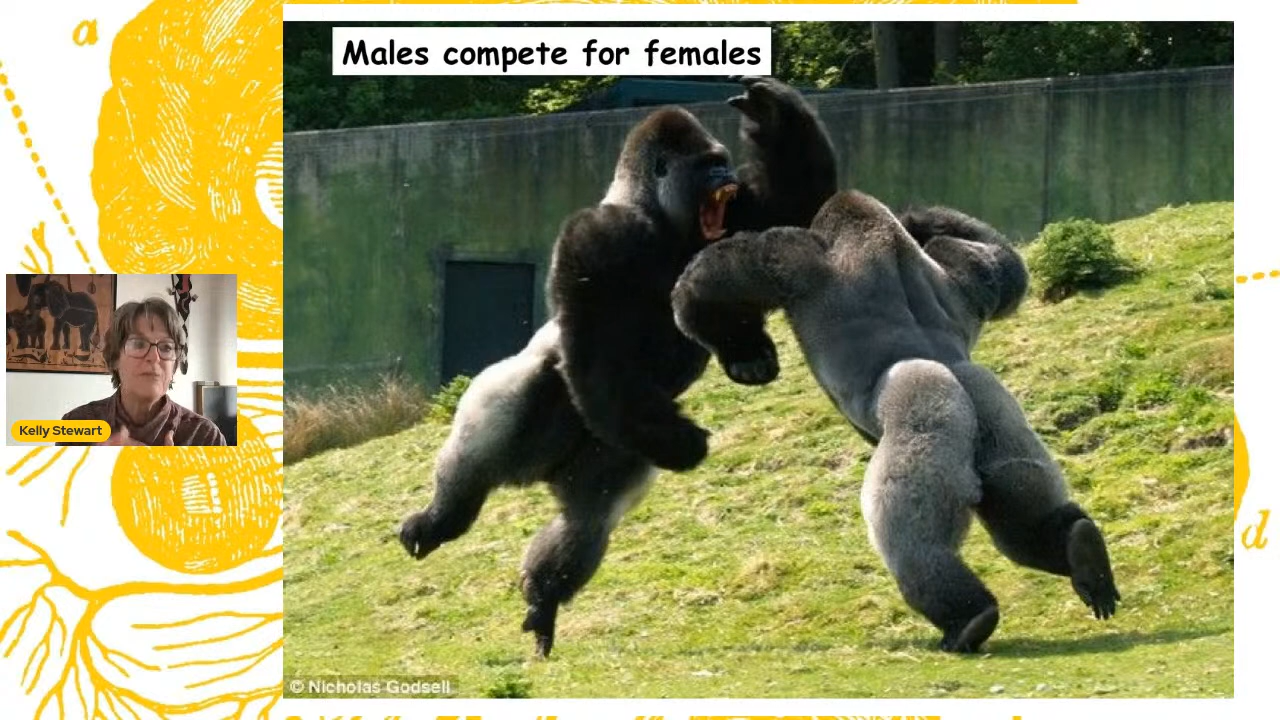 a
Males compete for females
Kelly Stewart
d
© Nicholas Godsell